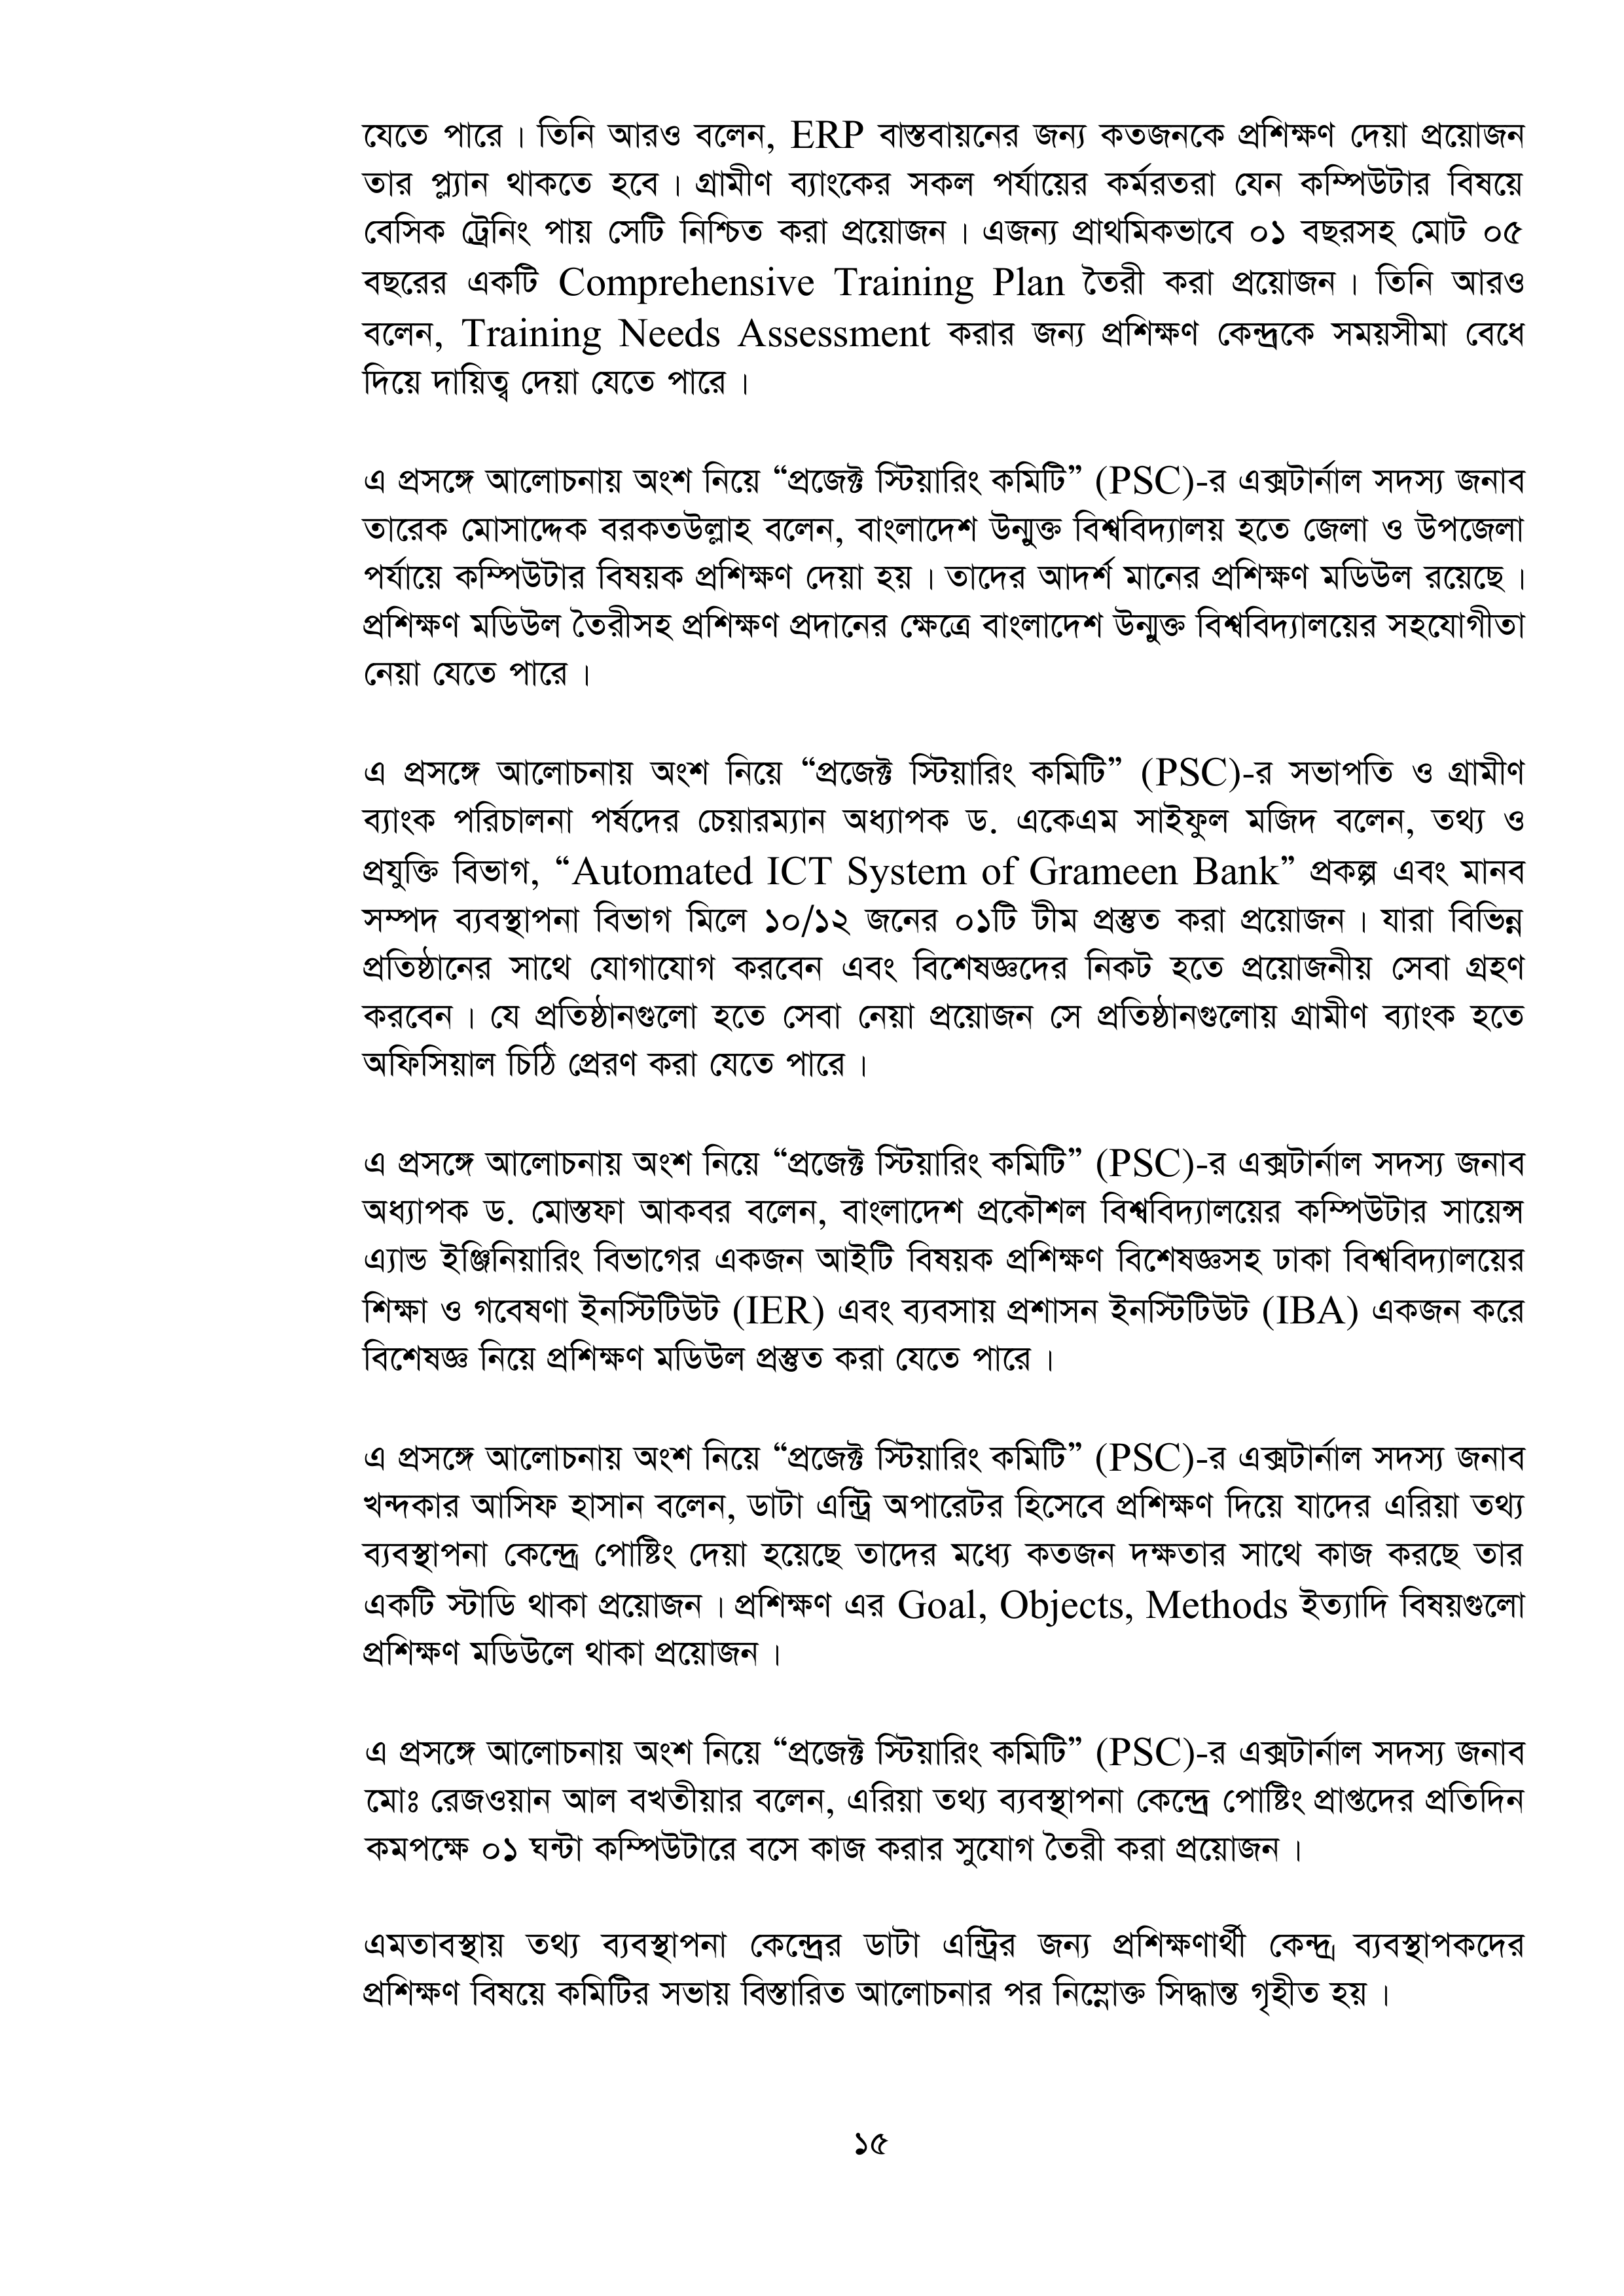 যেতে পারে। তিনি আরও বলেন, ERP বাস্তবায়নের জন্য কতজনকে প্রশিক্ষণ দেয়া প্রয়োজন
তার প্ল্যান থাকতে হবে। গ্রামীণ ব্যাংকের সকল পর্যায়ের কর্মরতরা যেন কম্পিউটার বিষয়ে
বেসিক ট্রেনিং পায় সেটি নিশ্চিত করা প্রয়োজন। এজন্য প্রাথমিকভাবে ০১ বছরসহ মোট ০৫
বছরের একটি Comprehensive Training Plan তৈরী করা প্রয়োজন। তিনি আরও
বলেন, Training Needs Assessment করার জন্য প্রশিক্ষণ কেন্দ্রকে সময়সীমা বেধে
দিয়ে দায়িত্ব দেয়া যেতে পারে।
এ প্রসঙ্গে আলোচনায় অংশ নিয়ে “প্রজেক্ট স্টিয়ারিং কমিটি” (PSC)-র এক্সটার্নাল সদস্য জনাব
তারেক মোসাদ্দেক বরকতউল্লাহ বলেন, বাংলাদেশ উন্মুক্ত বিশ্ববিদ্যালয় হতে জেলা ও উপজেলা
পর্যায়ে কম্পিউটার বিষয়ক প্রশিক্ষণ দেয়া হয়। তাদের আদর্শ মানের প্রশিক্ষণ মডিউল রয়েছে।
প্রশিক্ষণ মডিউল তৈরীসহ প্রশিক্ষণ প্রদানের ক্ষেত্রে বাংলাদেশ উন্মুক্ত বিশ্ববিদ্যালয়ের সহযোগীতা
নেয়া যেতে পারে।
এ প্রসঙ্গে আলোচনায় অংশ নিয়ে “প্রজেক্ট স্টিয়ারিং কমিটি” (PSC)-র সভাপতি ও গ্রামীণ
ব্যাংক পরিচালনা পর্ষদের চেয়ারম্যান অধ্যাপক ড. একেএম সাইফুল মজিদ বলেন, তথ্য ও
প্রযুক্তি বিভাগ, “Automated ICT System of Grameen Bank” প্রকল্প এবং মানব
সম্পদ ব্যবস্থাপনা বিভাগ মিলে ১০/১২ জনের ০১টি টীম প্রস্তুত করা প্রয়োজন। যারা বিভিন্ন
প্রতিষ্ঠানের সাথে যোগাযোগ করবেন এবং বিশেষজ্ঞদের নিকট হতে প্রয়োজনীয় সেবা গ্রহণ
করবেন। যে প্রতিষ্ঠানগুলো হতে সেবা নেয়া প্রয়োজন সে প্রতিষ্ঠানগুলোয় গ্রামীণ ব্যাংক হতে
অফিসিয়াল চিঠি প্রেরণ করা যেতে পারে।
এ প্রসঙ্গে আলোচনায় অংশ নিয়ে “প্রজেক্ট স্টিয়ারিং কমিটি” (PSC)-র এক্সটার্নাল সদস্য জনাব
অধ্যাপক ড. মোস্তফা আকবর বলেন, বাংলাদেশ প্রকৌশল বিশ্ববিদ্যালয়ের কম্পিউটার সায়েন্স
এ্যান্ড ইঞ্জিনিয়ারিং বিভাগের একজন আইটি বিষয়ক প্রশিক্ষণ বিশেষজ্ঞসহ ঢাকা বিশ্ববিদ্যালয়ের
শিক্ষা ও গবেষণা ইনস্টিটিউট (IER) এবং ব্যবসায় প্রশাসন ইনস্টিটিউট (IBA) একজন করে
বিশেষজ্ঞ নিয়ে প্রশিক্ষণ মডিউল প্রস্তুত করা যেতে পারে।
এ প্রসঙ্গে আলোচনায় অংশ নিয়ে “প্রজেক্ট স্টিয়ারিং কমিটি” (PSC)-র এক্সটার্নাল সদস্য জনাব
খন্দকার আসিফ হাসান বলেন, ডাটা এন্ট্রি অপারেটর হিসেবে প্রশিক্ষণ দিয়ে যাদের এরিয়া তথ্য
ব্যবস্থাপনা কেন্দ্রে পোষ্টিং দেয়া হয়েছে তাদের মধ্যে কতজন দক্ষতার সাথে কাজ করছে তার
একটি স্টাডি থাকা প্রয়োজন। প্রশিক্ষণ এর Goal, Objects, Methods ইত্যাদি বিষয়গুলো
প্রশিক্ষণ মডিউলে থাকা প্রয়োজন।
এ প্রসঙ্গে আলোচনায় অংশ নিয়ে “প্রজেক্ট স্টিয়ারিং কমিটি” (PSC)-র এক্সটার্নাল সদস্য জনাব
মোঃ রেজওয়ান আল বখতীয়ার বলেন, এরিয়া তথ্য ব্যবস্থাপনা কেন্দ্রে পোষ্টিং প্রাপ্তদের প্রতিদিন
কমপক্ষে ০১ ঘন্টা কম্পিউটারে বসে কাজ করার সুযোগ তৈরী করা প্রয়োজন।
এমতাবস্থায় তথ্য ব্যবস্থাপনা কেন্দ্রের ডাটা এন্ট্রির জন্য প্রশিক্ষণার্থী কেন্দ্র ব্যবস্থাপকদের
প্রশিক্ষণ বিষয়ে কমিটির সভায় বিস্তারিত আলোচনার পর নিম্নোক্ত সিদ্ধান্ত গৃহীত হয়।
১৫